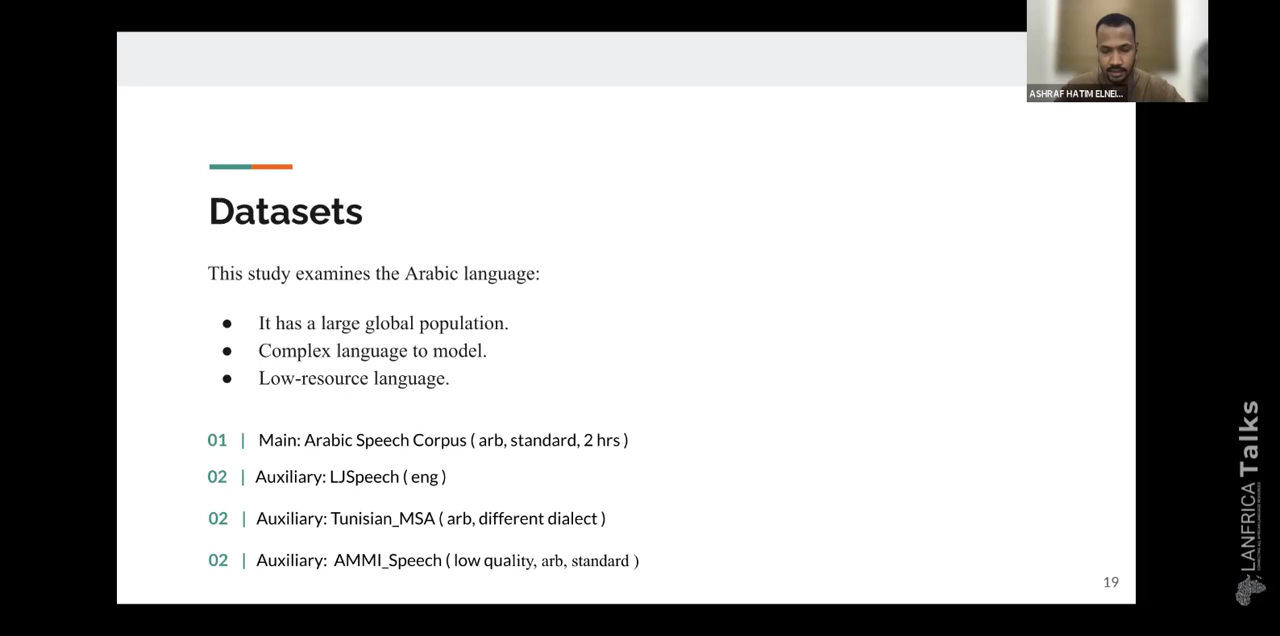 ASHRAF HATIM ELNEI...
Datasets
This study examines the Arabic language:
● It has a large global population.
● Complex language to model.
● Low-resource language.
01 | Main: Arabic Speech Corpus ( arb, standard, 2 hrs )
02 | Auxiliary: LJSpeech ( eng )
02 | Auxiliary: Tunisian_MSA ( arb, different dialect )
02 | Auxiliary: AMMI_Speech ( low quality, arb, standard )
19
LANFRICA Talks